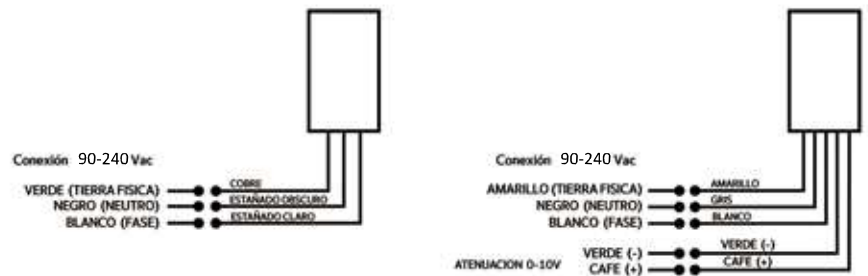 Conexión 90-240 Vac
VERDE (TIERRA FISICA)
COBRE
NEGRO (NEUTRO)
ESTAÑADO OBSCURO
BLANCO (FASE)
ESTAÑADO CLARO
Conexión 90-240 Vac
AMARILLO (TIERRA FISICA)
AMARILLO
NEGRO (NEUTRO)
GRIS
BLANCO (FASE)
BLANCO
ATENUACION 0-10V
VERDE (-)
VERDE (-)
CAFE (+)
CAFE (+)